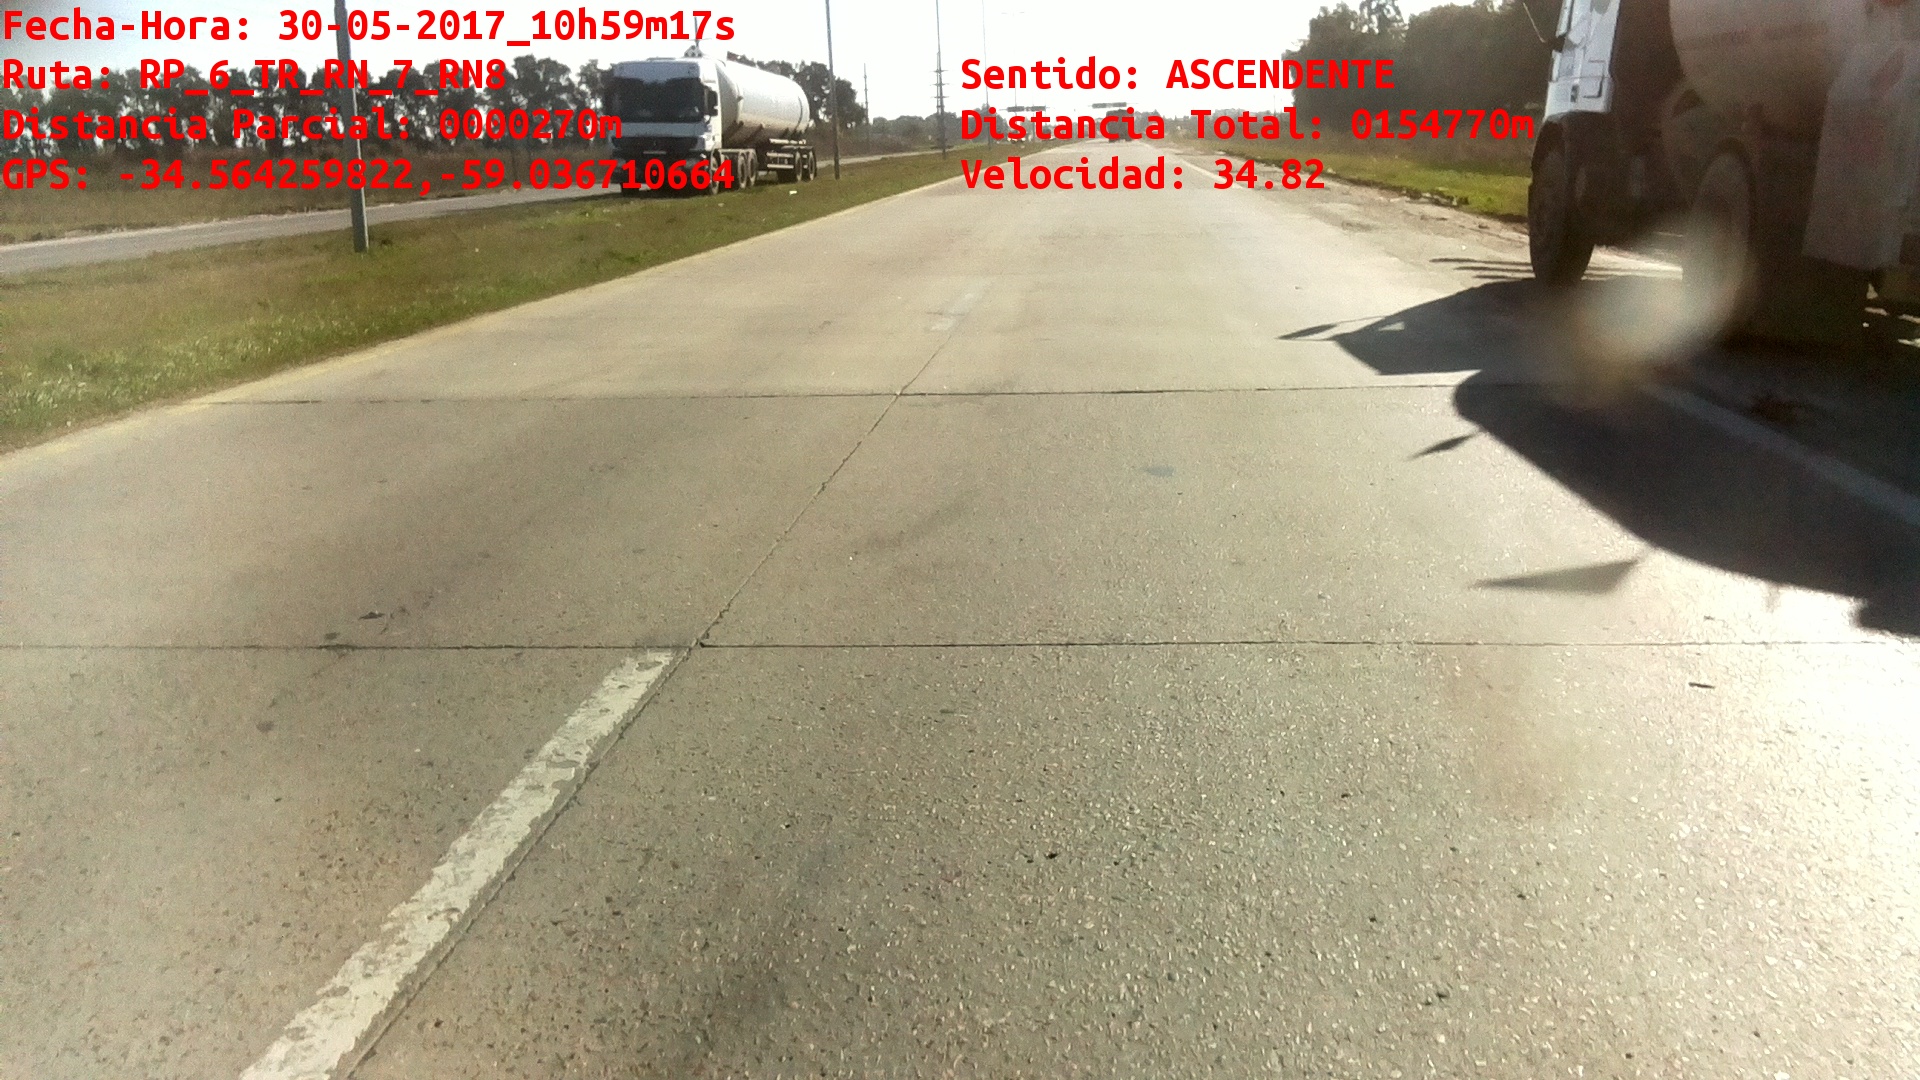 Fecha-Hora: 30-05-2017_10h59m17s
Ruta: RP_6_TR_RN_7_RN8
Sentido: ASCENDENTE
Distancia Parcial: 0000270m
Distancia Total: 0154770m
GPS: -34.564259822,-59.036710664
Velocidad: 34.82